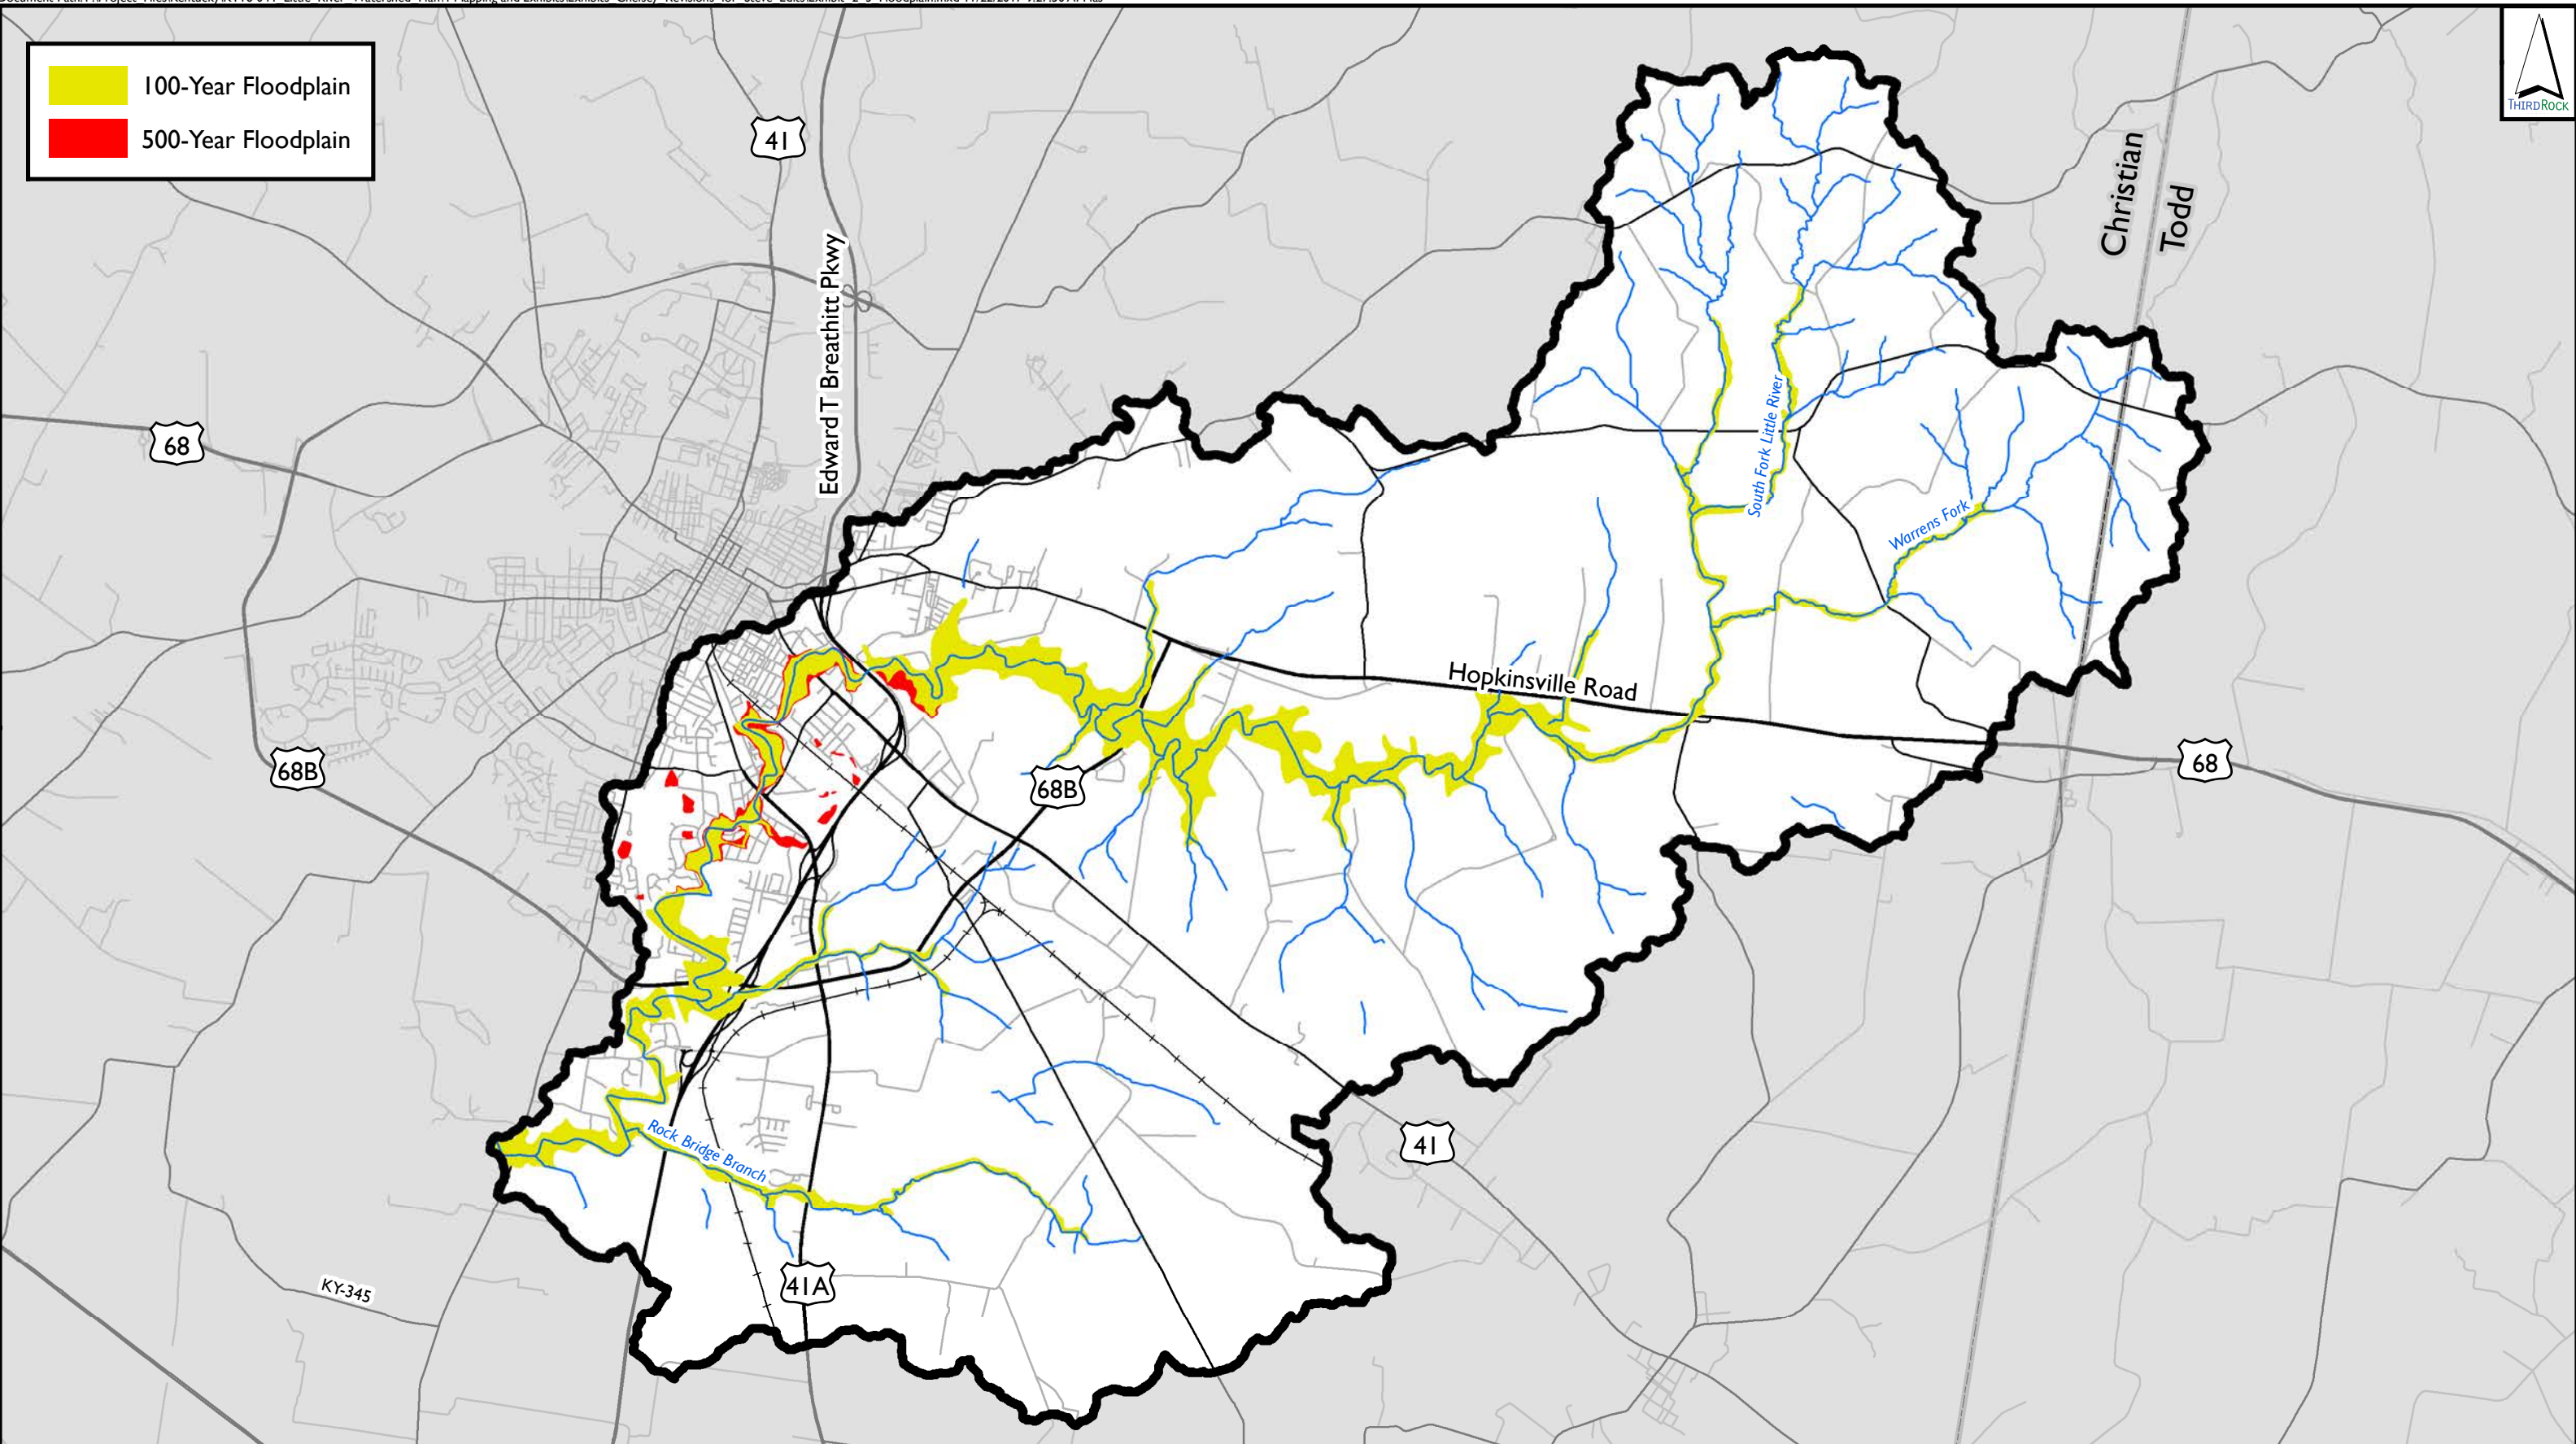 100-Year Floodplain
500-Year Floodplain
THIRDROCK
41
Edward T Breathitt Pkwy
Christian
Todd
68
South Fork Little River
Warrens Fork
Hopkinsville Road
68B
68B
68
Rock Bridge Branch
41
41A
KY-345